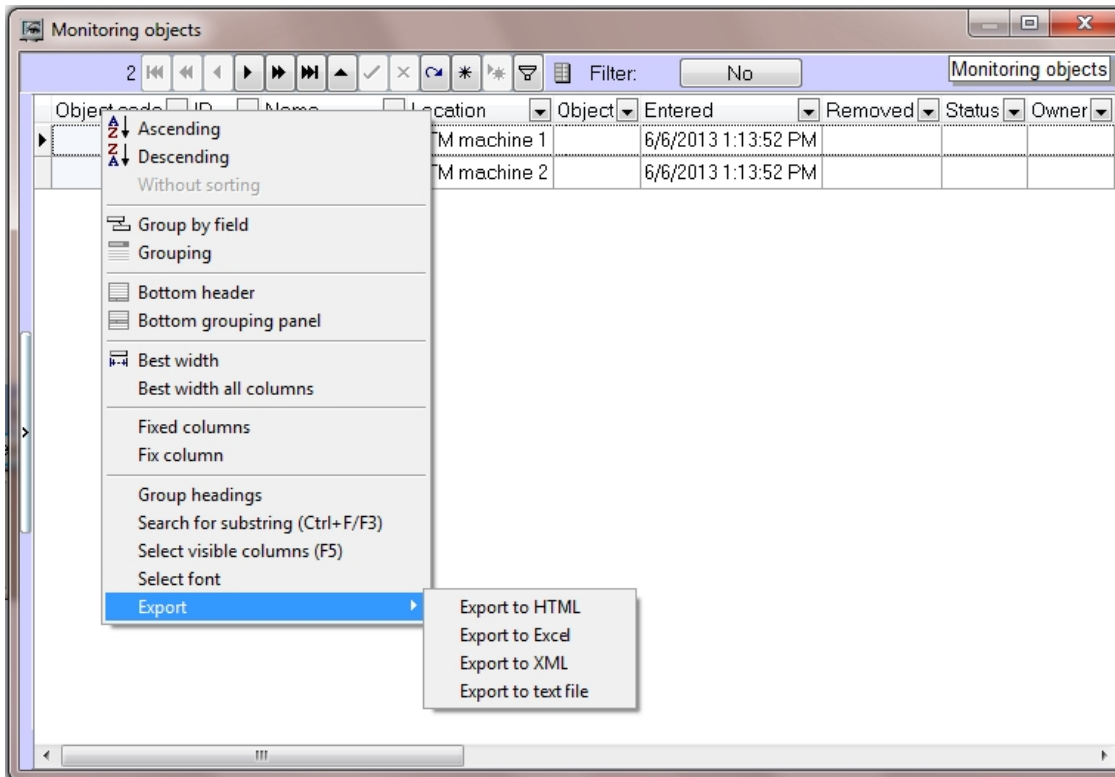 Monitoring objects
2 Filter: No Monitoring objects
Object code ID Name Location Object Entered Removed Status Owner
TM machine 1 6/6/2013 1:13:52 PM
TM machine 2 6/6/2013 1:13:52 PM
Ascending
Descending
Without sorting
Group by field
Grouping
Bottom header
Bottom grouping panel
Best width
Best width all columns
Fixed columns
Fix column
Group headings
Search for substring (Ctrl+F/F3)
Select visible columns (F5)
Select font
Export
Export to HTML
Export to Excel
Export to XML
Export to text file